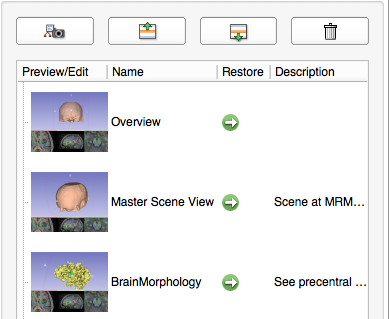 Preview/Edit Name Restore Description
Overview
Master Scene View Scene at MRM...
BrainMorphology See precentral ...